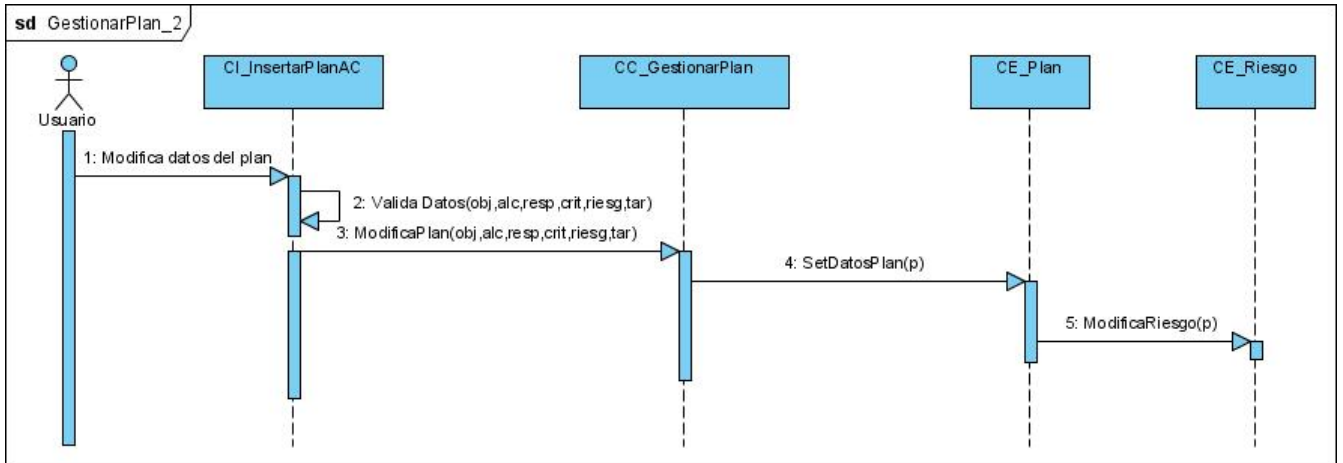 sd GestionarPlan_2
CI_InsertarPlanAC
CC_GestionarPlan
CE_Plan
CE_Riesgo
Usuario
1: Modifica datos del plan
2: Valida Datos(obj,alc,resp,crit,riesg,tar)
3: ModificaPlan(obj,alc,resp,crit,riesg,tar)
4: SetDatosPlan(p)
5: ModificaRiesgo(p)